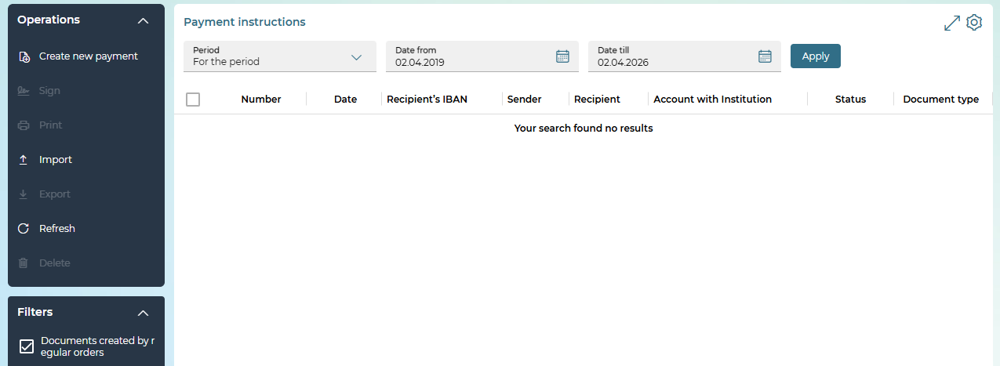 Operations
Create new payment
Sign
Print
Import
Export
Refresh
Delete
Filters
Documents created by r
egular orders
Payment instructions
Period
For the period
Date from
02.04.2019
Date till
02.04.2026
Apply
Number Date Recipient's IBAN Sender Recipient Account with Institution Status Document type
Your search found no results